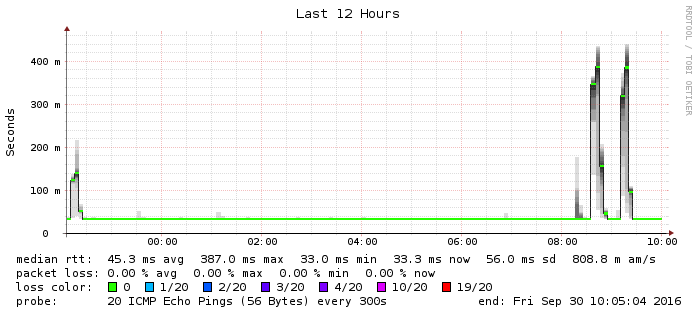 Last 12 Hours
RRDTOOL / TOBI OETIKER
Seconds
400 m
300 m
200 m
100 m
0
00:00 02:00 04:00 06:00 08:00 10:00
median rtt: 45.3 ms avg 387.0 ms max 33.0 ms min 33.3 ms now 56.0 ms sd 808.8 m am/s
packet loss: 0.00 % avg 0.00 % max 0.00 % min 0.00 % now
loss color: 0 1/20 2/20 3/20 4/20 10/20 19/20
probe: 20 ICMP Echo Pings (56 Bytes) every 300s end: Fri Sep 30 10:05:04 2016